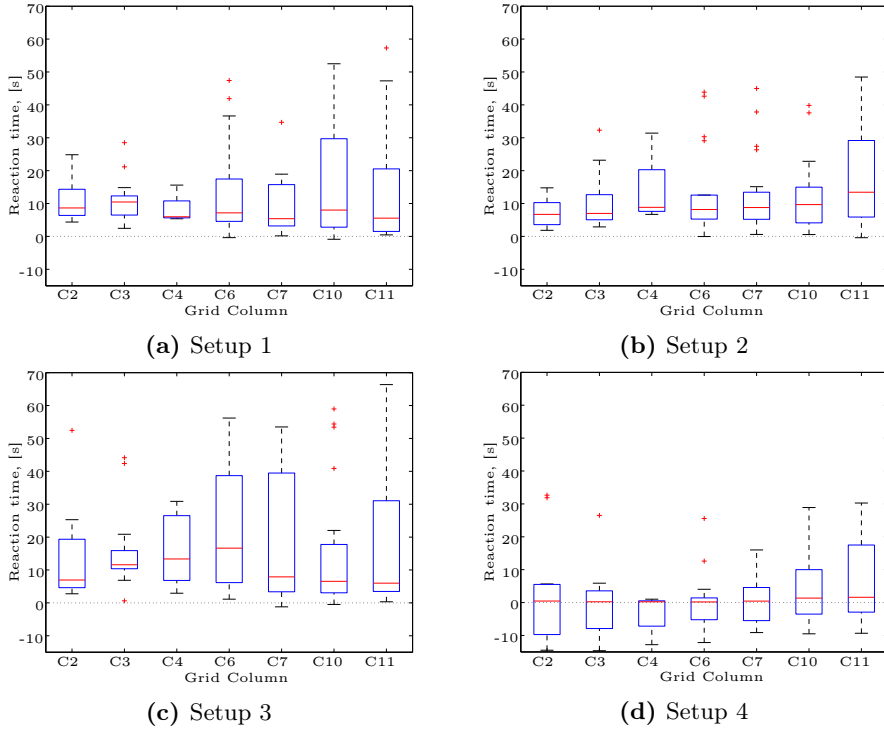 70
60
50
40
30
20
10
0
-10
Reaction time, [s]
C2 C3 C4 C6 C7 C10 C11
Grid Column
(a) Setup 1
70
60
50
40
30
20
10
0
-10
Reaction time, [s]
C2 C3 C4 C6 C7 C10 C11
Grid Column
(b) Setup 2
70
60
50
40
30
20
10
0
-10
Reaction time, [s]
C2 C3 C4 C6 C7 C10 C11
Grid Column
(c) Setup 3
70
60
50
40
30
20
10
0
-10
Reaction time, [s]
C2 C3 C4 C6 C7 C10 C11
Grid Column
(d) Setup 4